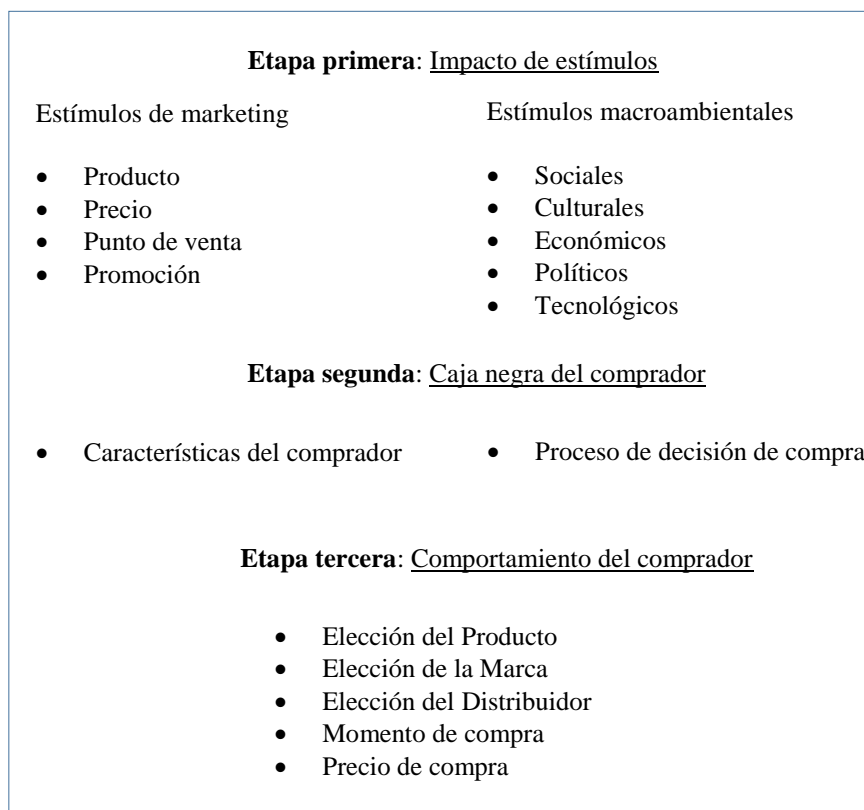 Etapa primera: Impacto de estímulos
Estímulos de marketing
• Producto
• Precio
• Punto de venta
• Promoción
Estímulos macroambientales
• Sociales
• Culturales
• Económicos
• Políticos
• Tecnológicos
Etapa segunda: Caja negra del comprador
• Características del comprador
• Proceso de decisión de compra
Etapa tercera: Comportamiento del comprador
• Elección del Producto
• Elección de la Marca
• Elección del Distribuidor
• Momento de compra
• Precio de compra